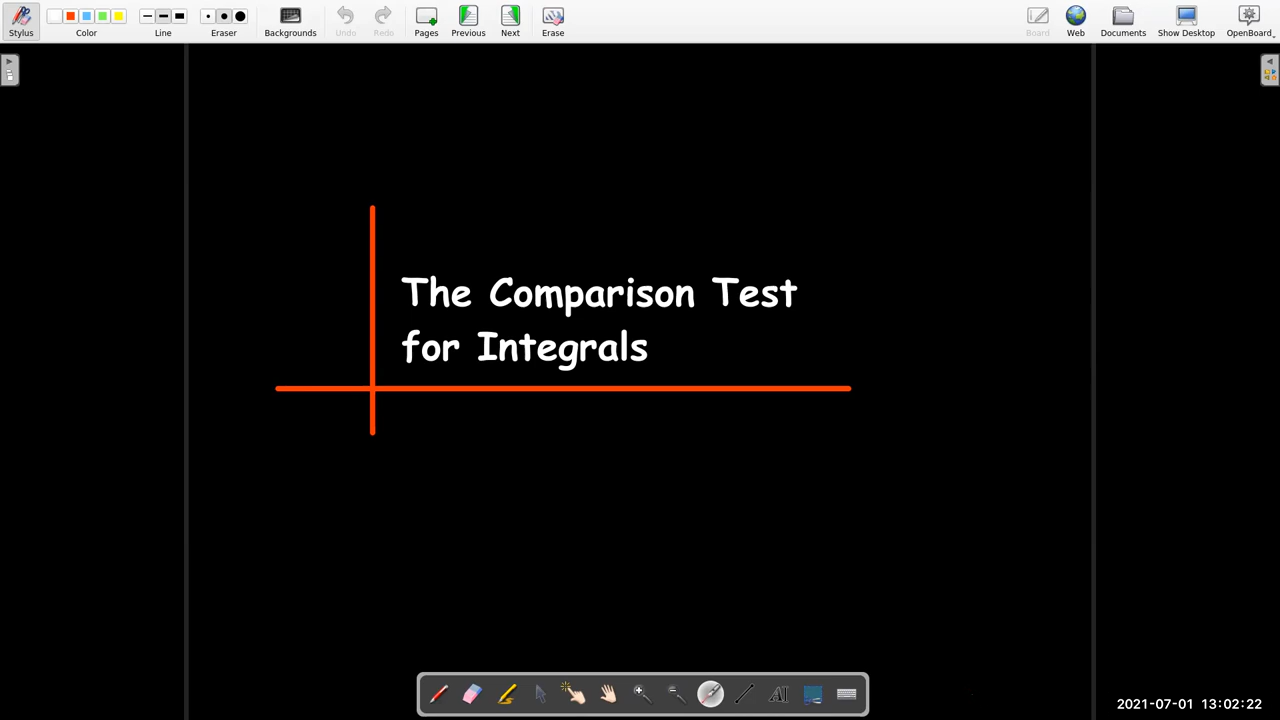 Stylus
Color
Line
Eraser
Backgrounds
Undo
Redo
Pages
Previous
Next
Erase
Board
Web
Documents
Show Desktop
OpenBoard
The Comparison Test
for Integrals
AI
2021-07-01 13:02:22